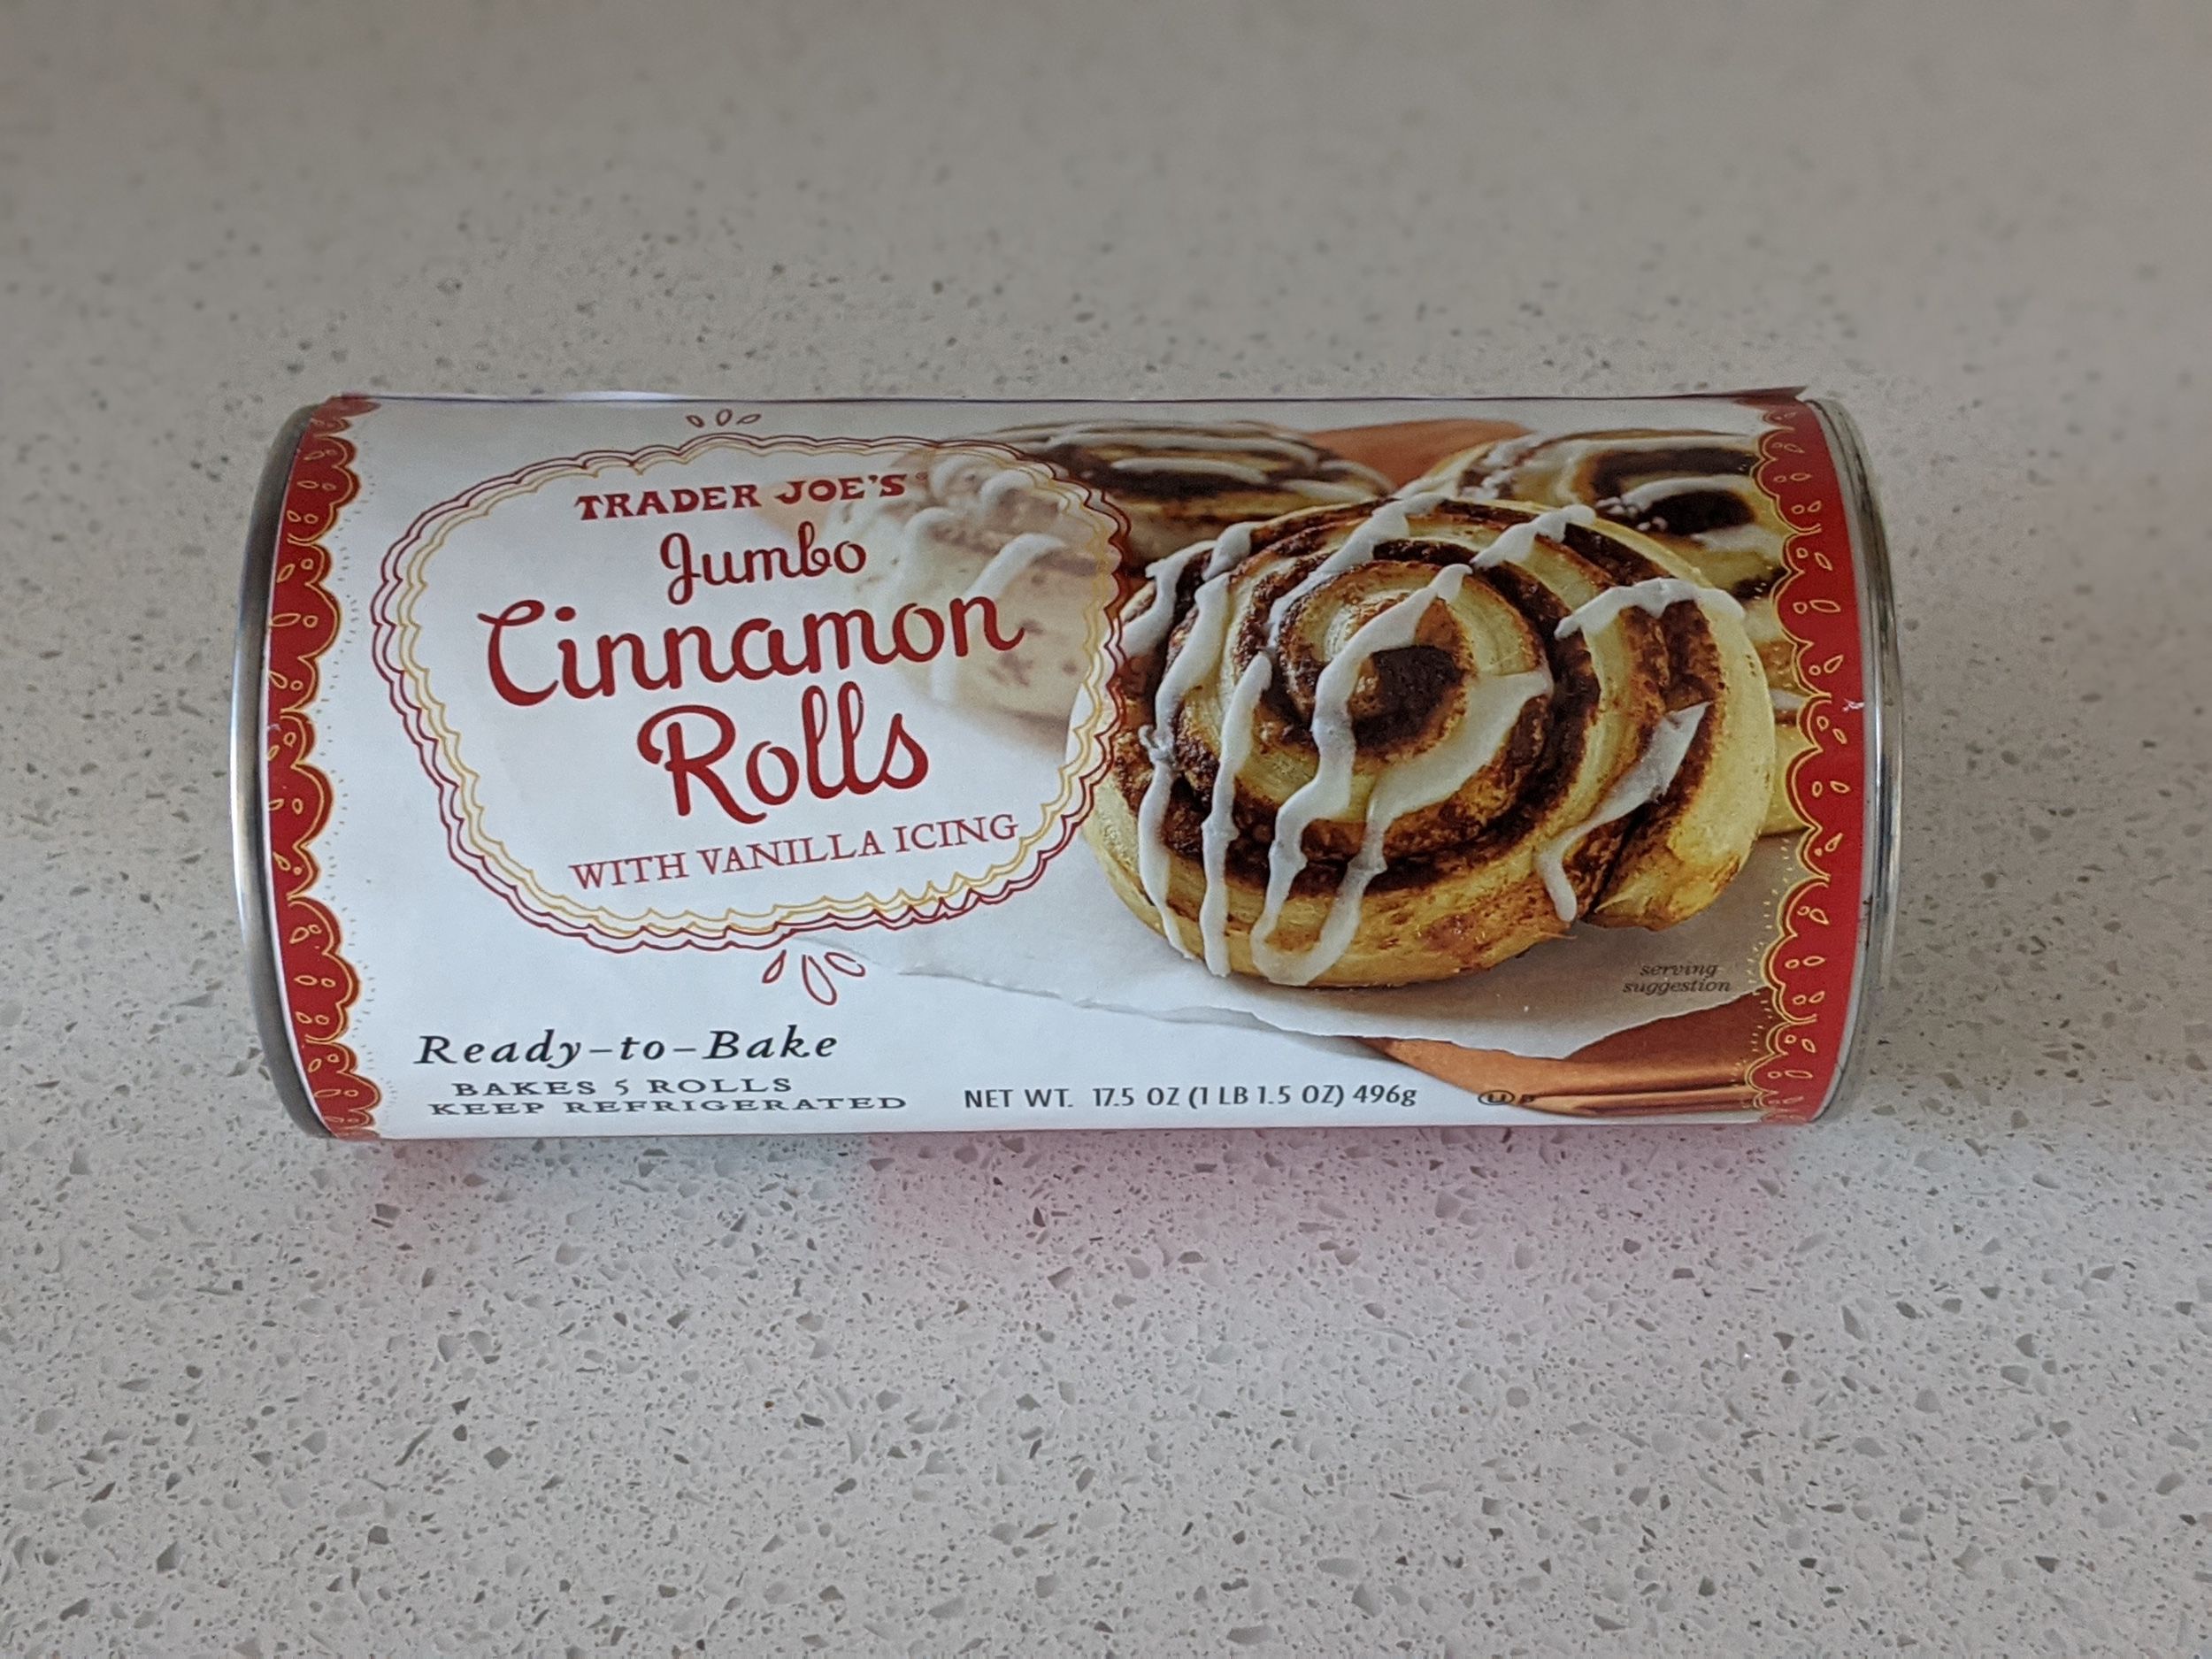 TRADER JOE'S®
Jumbo
Cinnamon
Rolls
WITH VANILLA ICING
serving
suggestion
Ready-to-Bake
BAKES 5 ROLLS
KEEP REFRIGERATED
NET WT. 17.5 OZ (1 LB 1.5 OZ) 496g
U D